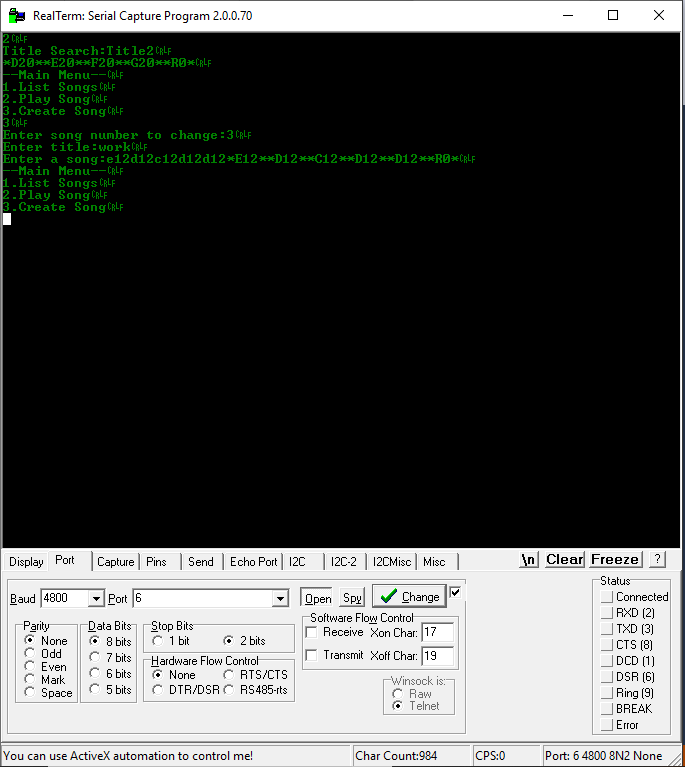 RealTerm: Serial Capture Program 2.0.0.70
2CRLF
Title Search:Title2CRLF
*D20**E20**F20**G20**R0*CRLF
--Main Menu--CRLF
1.List SongsCRLF
2.Play SongCRLF
3.Create SongCRLF
3CRLF
Enter song number to change:3CRLF
Enter title:workCRLF
Enter a song:e12d12c12d12d12*E12**D12**C12**D12**D12**R0*CRLF
--Main Menu--CRLF
1.List SongsCRLF
2.Play SongCRLF
3.Create SongCRLF
Display Port Capture Pins Send Echo Port I2C I2C-2 I2CMisc Misc \n Clear Freeze ?
Baud 4800 Port 6 Open Spy Change
Parity
None
Odd
Even
Mark
Space
Data Bits
8 bits
7 bits
6 bits
5 bits
Stop Bits
1 bit 2 bits
Hardware Flow Control
None RTS/CTS
DTR/DSR RS485-rts
Software Flow Control
Receive Xon Char: 17
Transmit Xoff Char: 19
Winsock is:
Raw
Telnet
Status
Connected
RXD (2)
TXD (3)
CTS (8)
DCD (1)
DSR (6)
Ring (9)
BREAK
Error
You can use ActiveX automation to control me! Char Count:984 CPS:0 Port: 6 4800 8N2 None